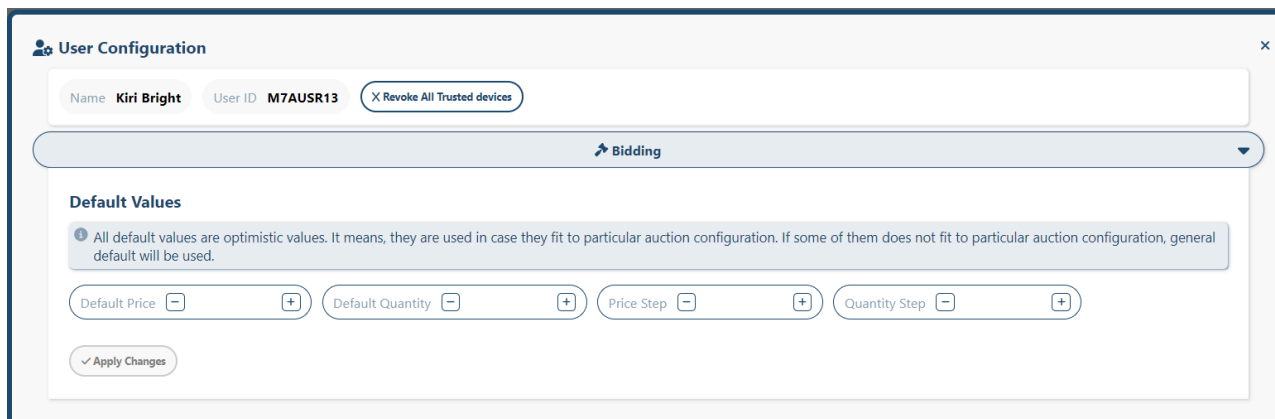 User Configuration
×
Name Kiri Bright User ID M7AUSR13 X Revoke All Trusted devices
Bidding
Default Values
All default values are optimistic values. It means, they are used in case they fit to particular auction configuration. If some of them does not fit to particular auction configuration, general
default will be used.
Default Price − + Default Quantity − + Price Step − + Quantity Step − +
Apply Changes